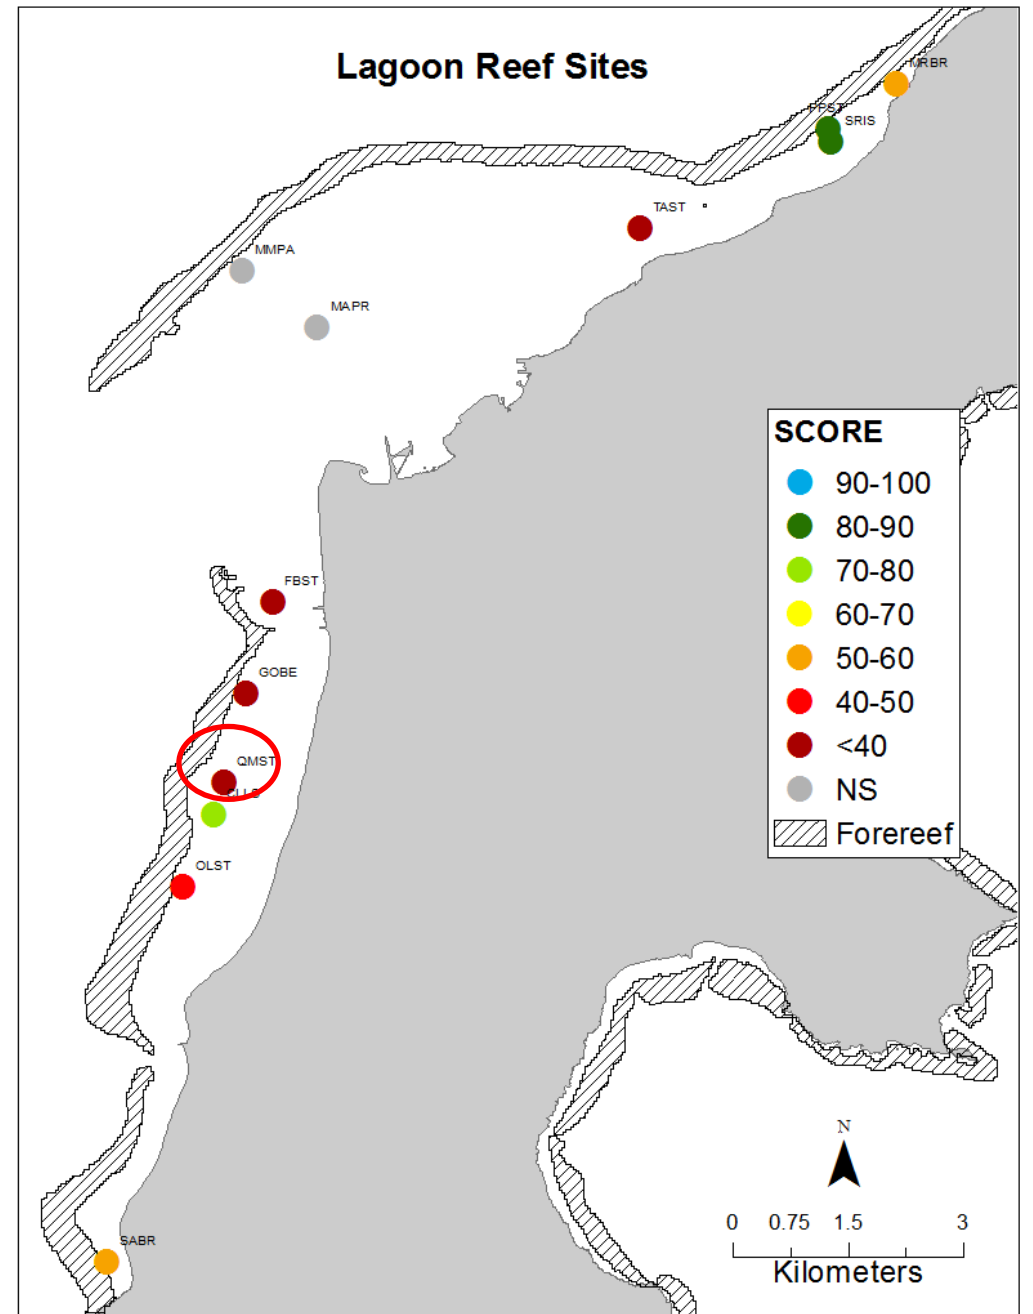 Lagoon Reef Sites
MRBR
SRIS
TAST
MMPA
MAPR
SCORE
90-100
80-90
70-80
60-70
50-60
40-50
<40
NS
Forereef
FBST
GOBE
QMST
OLST
N
0 0.75 1.5 3
Kilometers
SABR